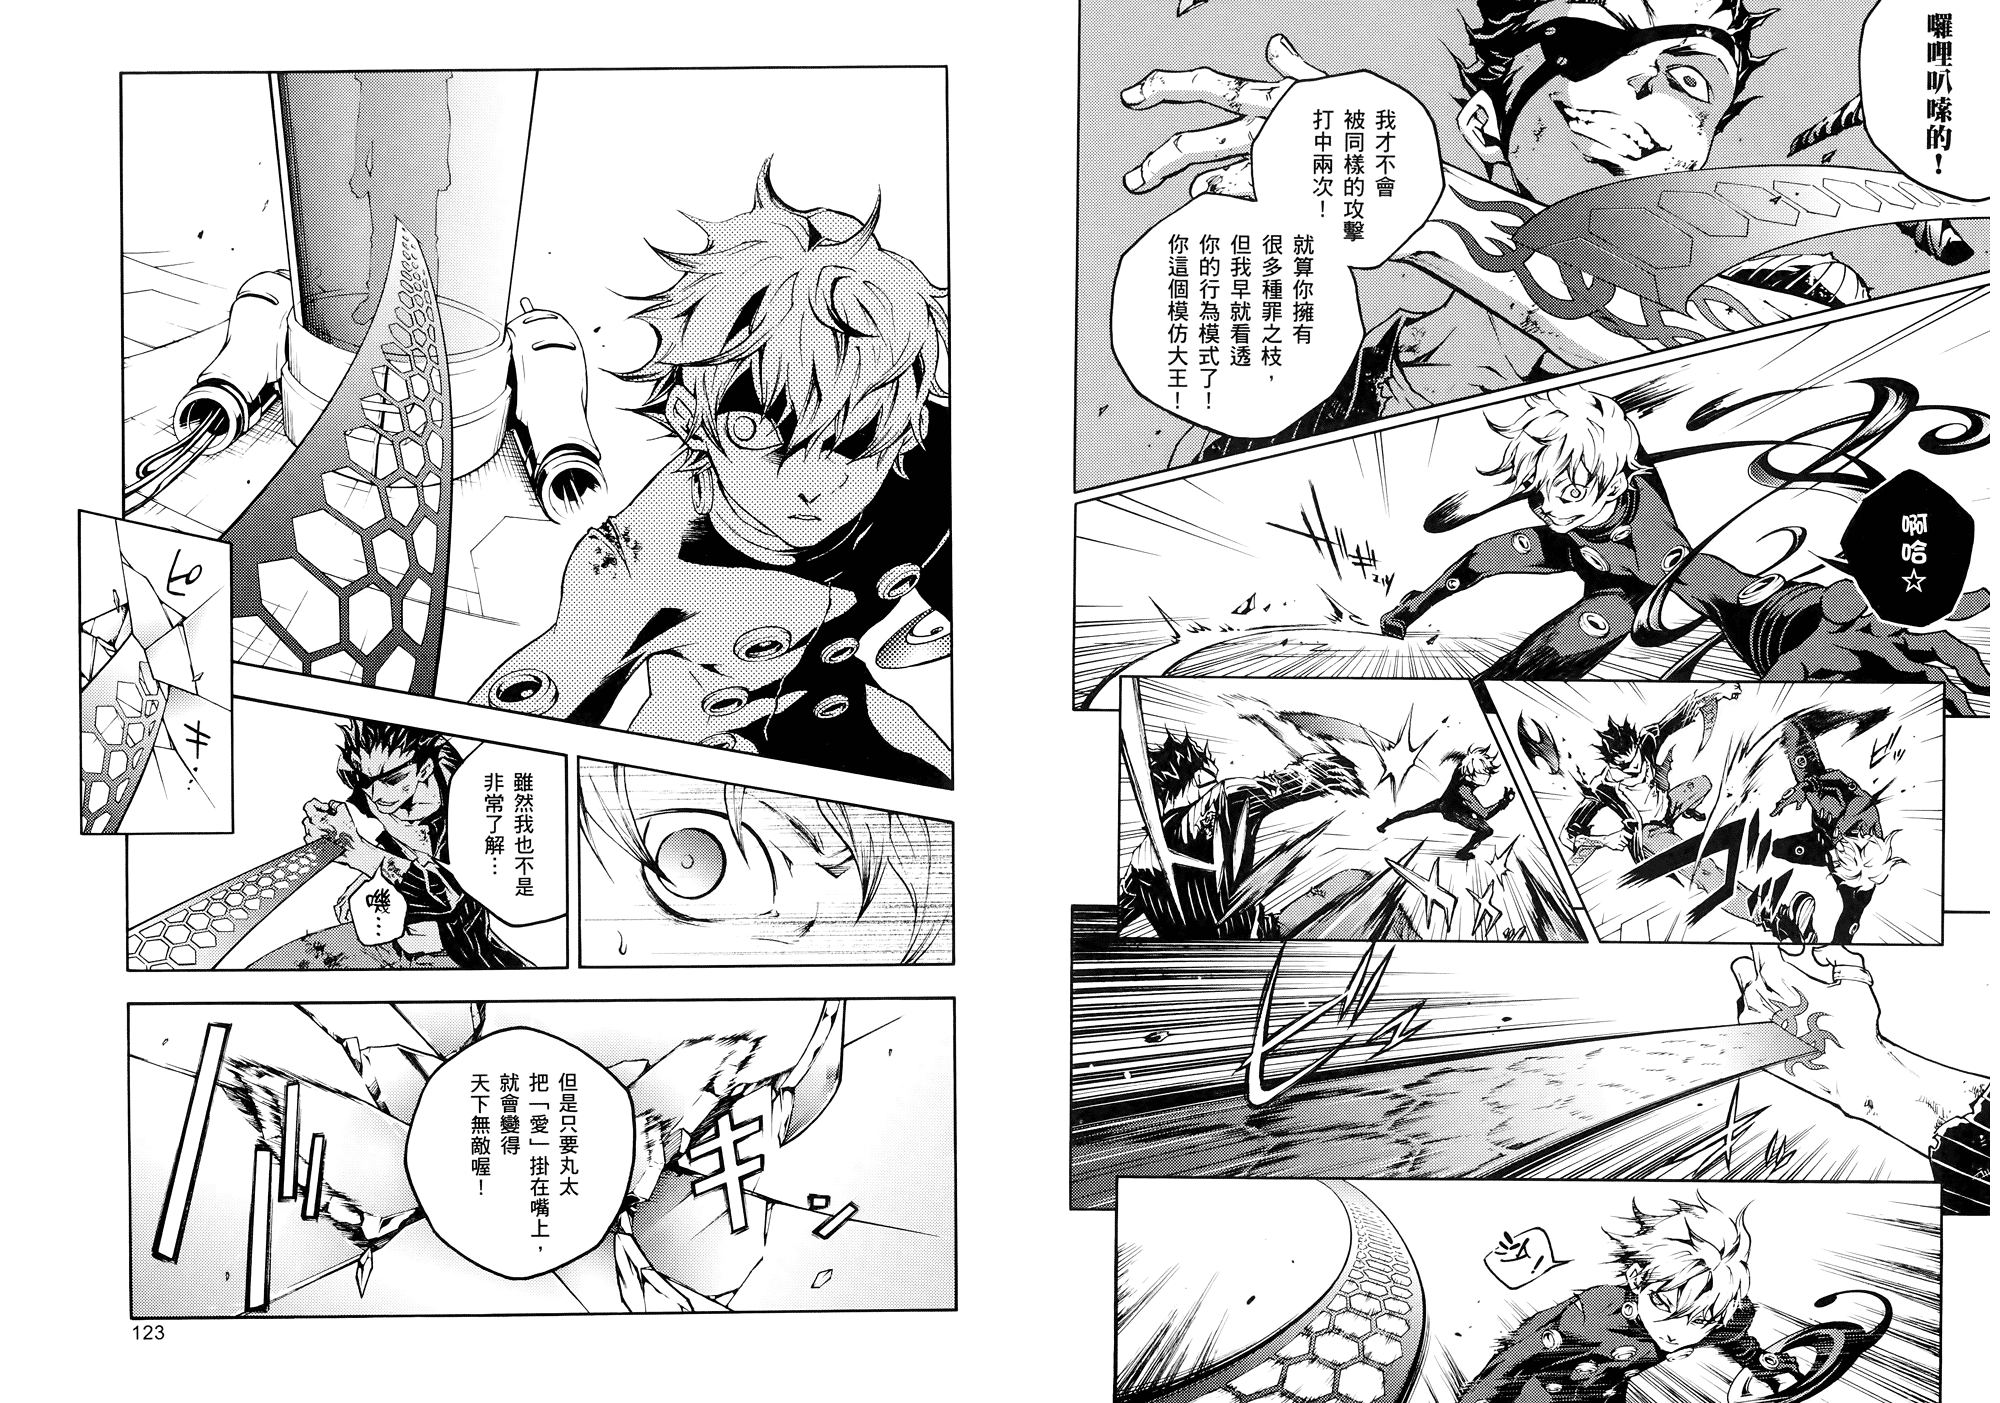 囉哩叭嗦的！
我才不會
被同樣的攻擊
打中兩次！
就算你擁有
很多種罪之枝，
但我早就看透
你的行為模式了！
你這個模仿大王！
啊哈☆
雖然我也不是
非常了解…
嘰…
但是只要丸太
把「愛」掛在嘴上，
就會變得
天下無敵喔！
123